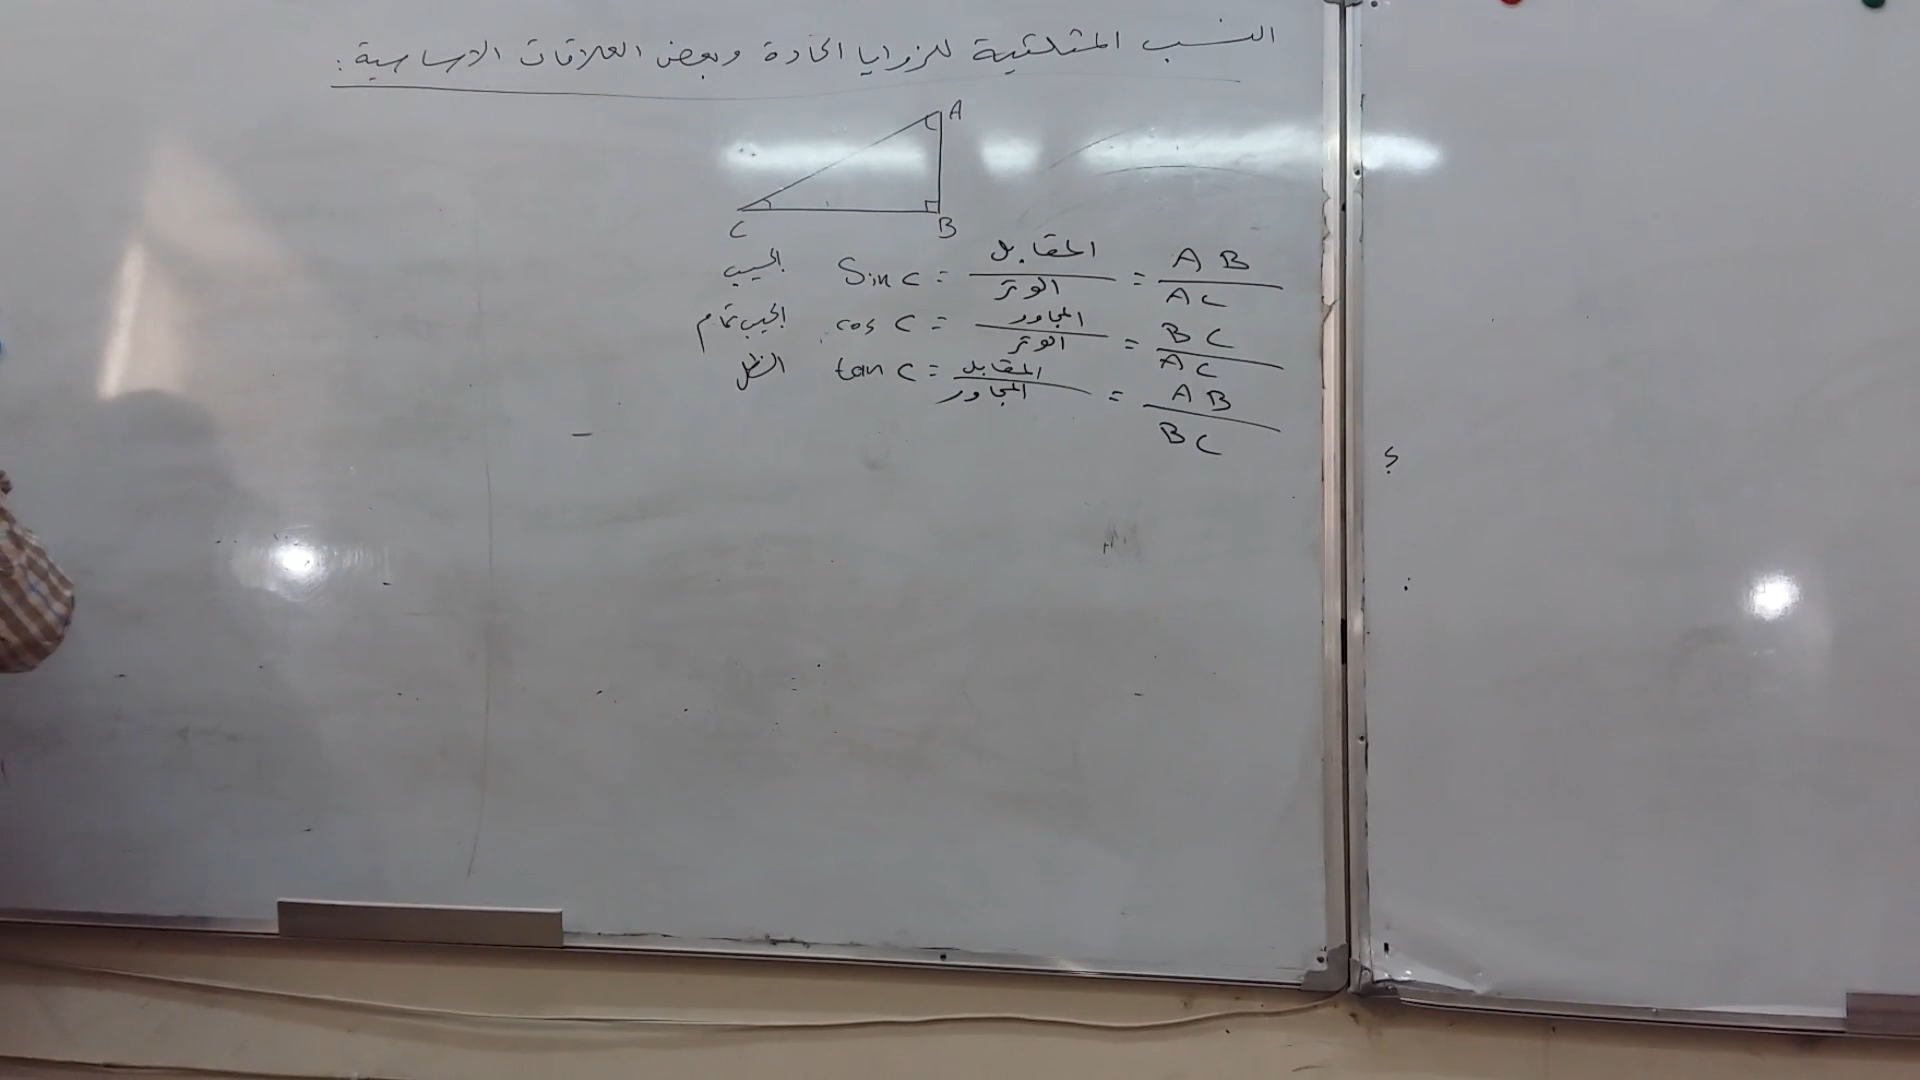 النسب المثلثية للزوايا الحادة وبعض العلاقات الاساسية :
A
C B
الجيب Sin C = المقابل / الوتر = AB / AC
الجيب تمام cos C = المجاور / الوتر = BC / AC
الظل tan C = المقابل / المجاور = AB / BC
؟